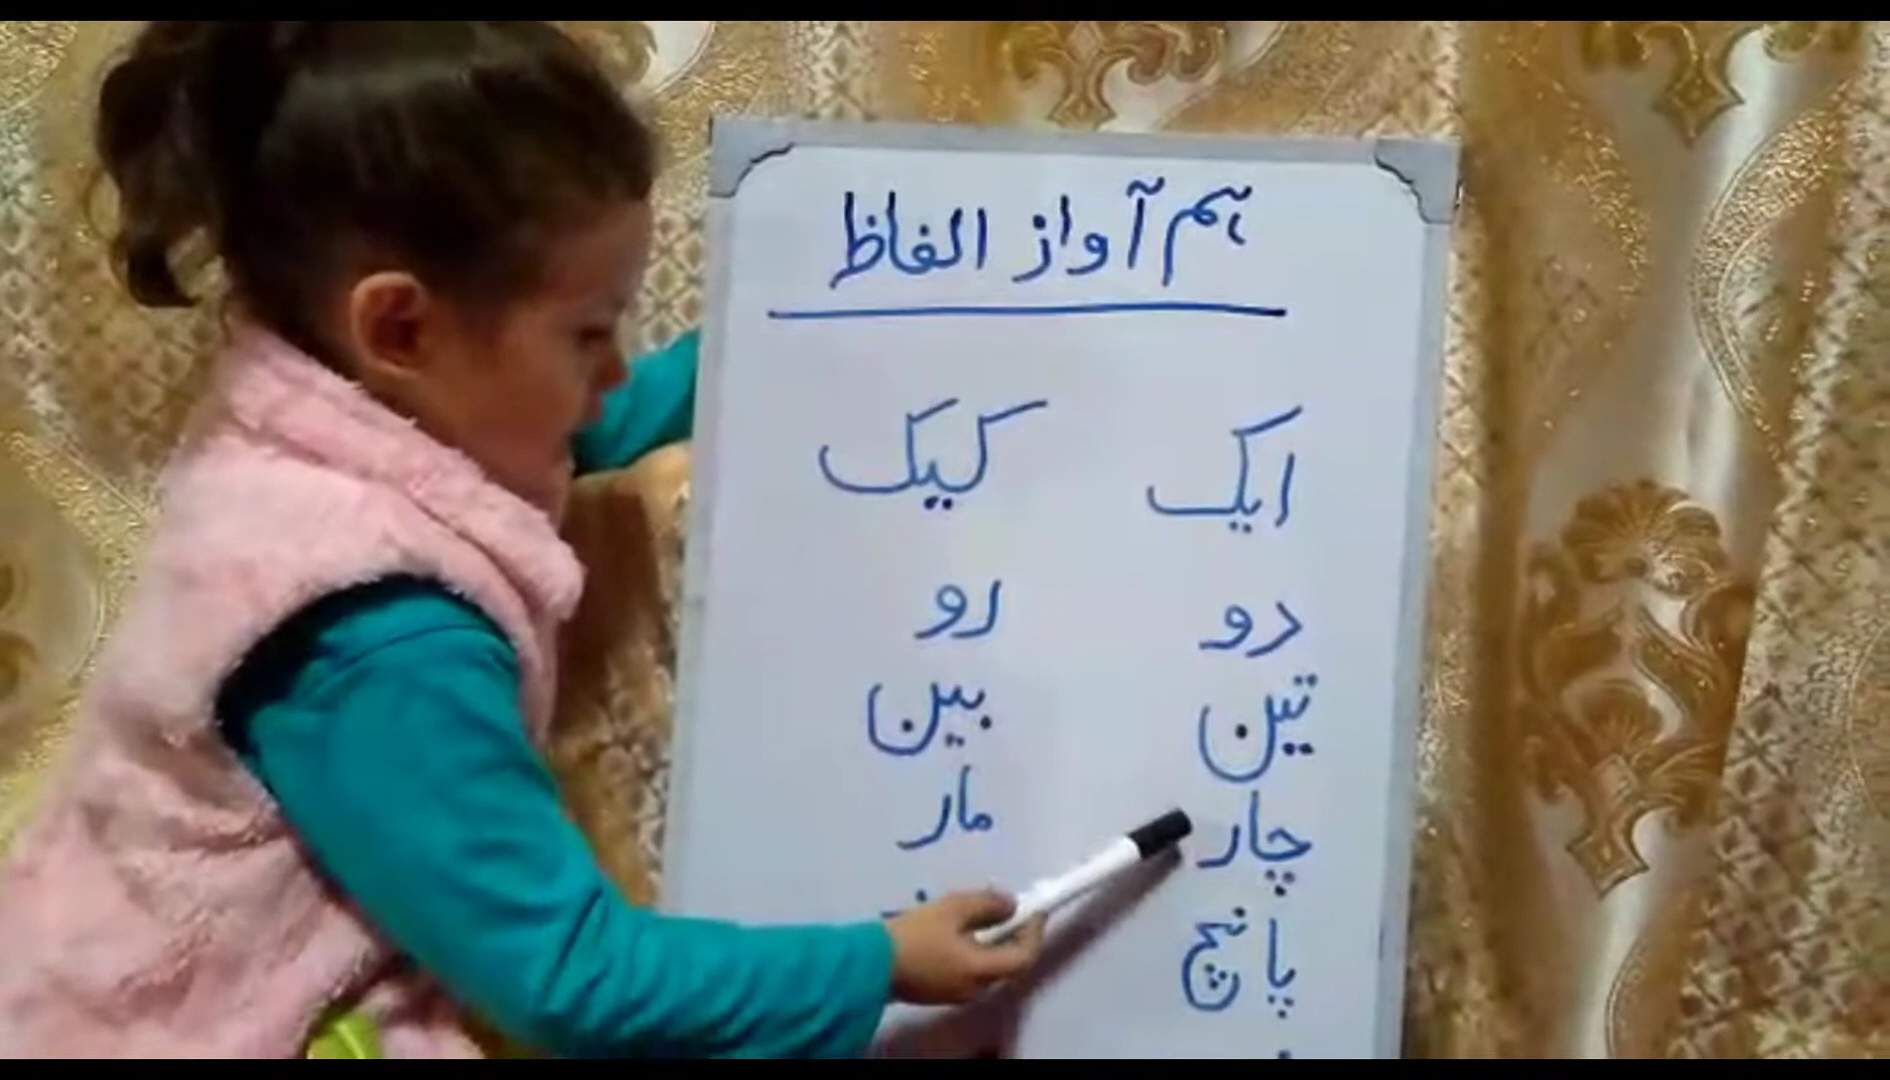 ہم آواز الفاظ
ایک کیک
دو رو
تین بین
چار مار
پانچ